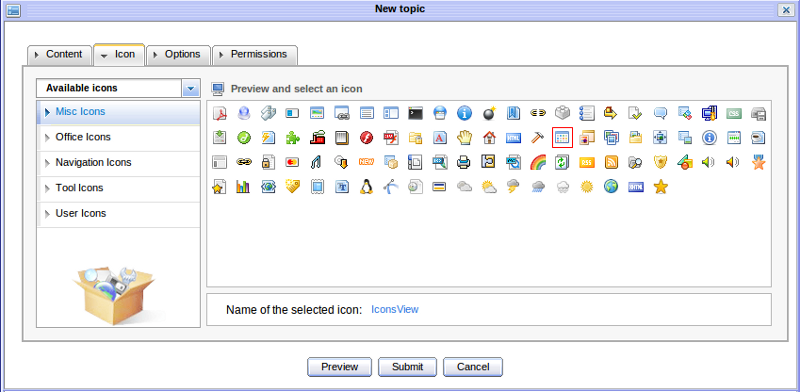 New topic
Content
Icon
Options
Permissions
Available icons
Preview and select an icon
Misc Icons
Office Icons
Navigation Icons
Tool Icons
User Icons
Name of the selected icon: IconsView
Preview
Submit
Cancel